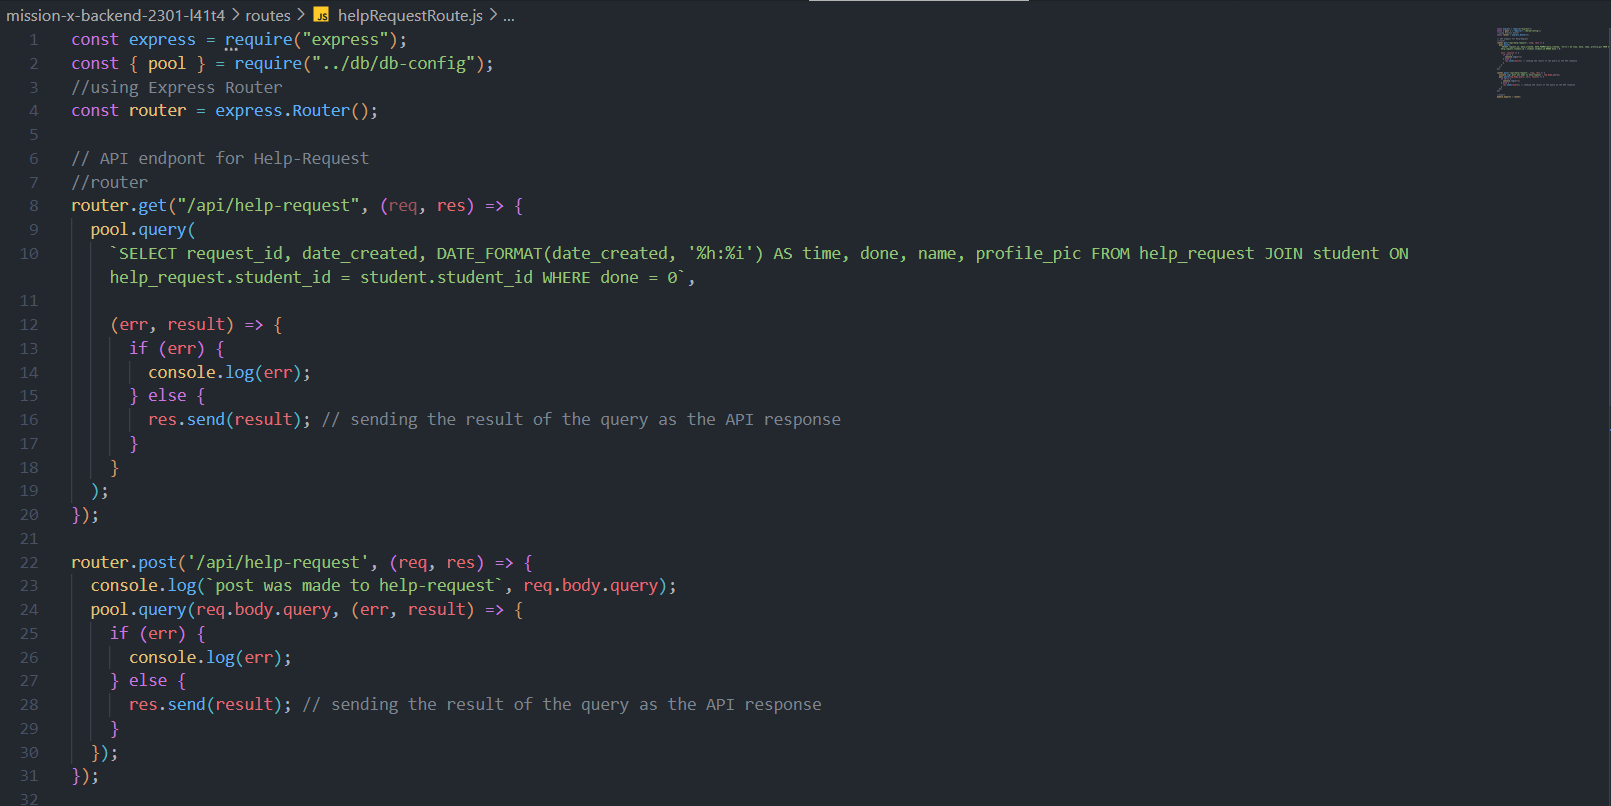 mission-x-backend-2301-l41t4 > routes > JS helpRequestRoute.js > ...
1 const express = require("express");
2 const { pool } = require("../db/db-config");
3 //using Express Router
4 const router = express.Router();
5
6 // API endpont for Help-Request
7 //router
8 router.get("/api/help-request", (req, res) => {
9 pool.query(
10 `SELECT request_id, date_created, DATE_FORMAT(date_created, '%h:%i') AS time, done, name, profile_pic FROM help_request JOIN student ON
help_request.student_id = student.student_id WHERE done = 0`,
11
12 (err, result) => {
13 if (err) {
14 console.log(err);
15 } else {
16 res.send(result); // sending the result of the query as the API response
17 }
18 }
19 );
20 });
21
22 router.post('/api/help-request', (req, res) => {
23 console.log(`post was made to help-request`, req.body.query);
24 pool.query(req.body.query, (err, result) => {
25 if (err) {
26 console.log(err);
27 } else {
28 res.send(result); // sending the result of the query as the API response
29 }
30 });
31 });
32